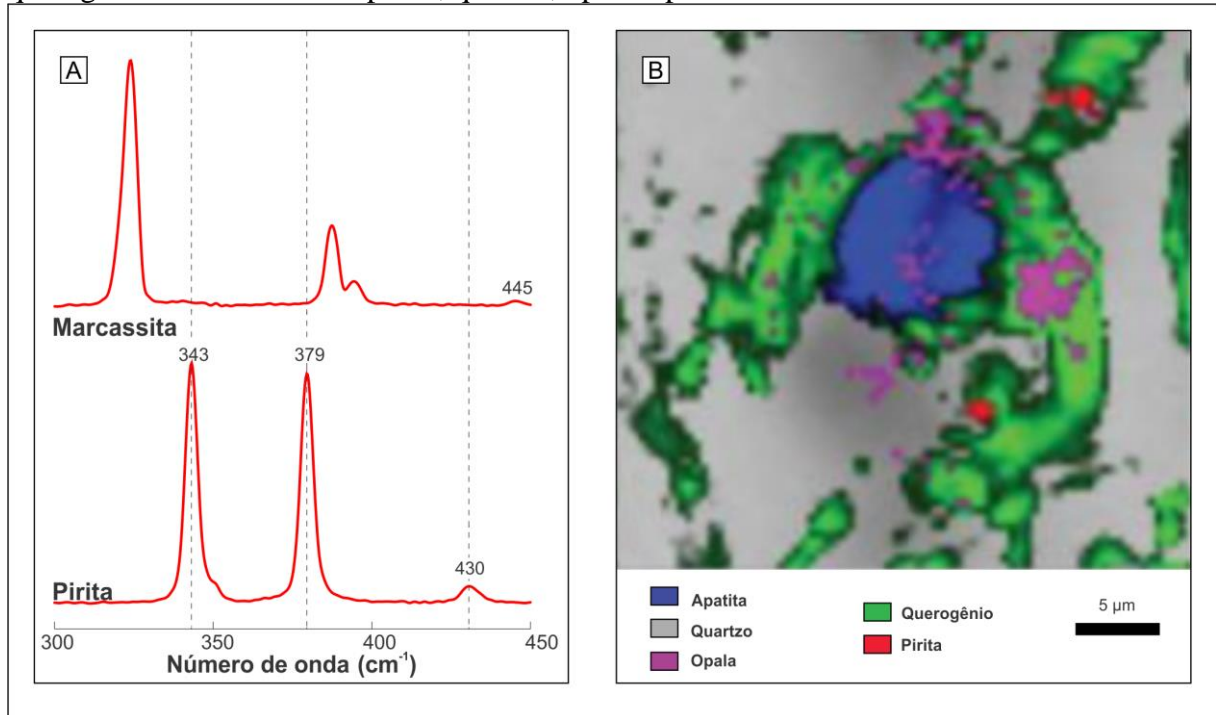 A
445
Marcassita
343
379
430
Pirita
300
350
400
450
Número de onda (cm⁻¹)
B
Apatita
Quartzo
Opala
Querogênio
Pirita
5 µm